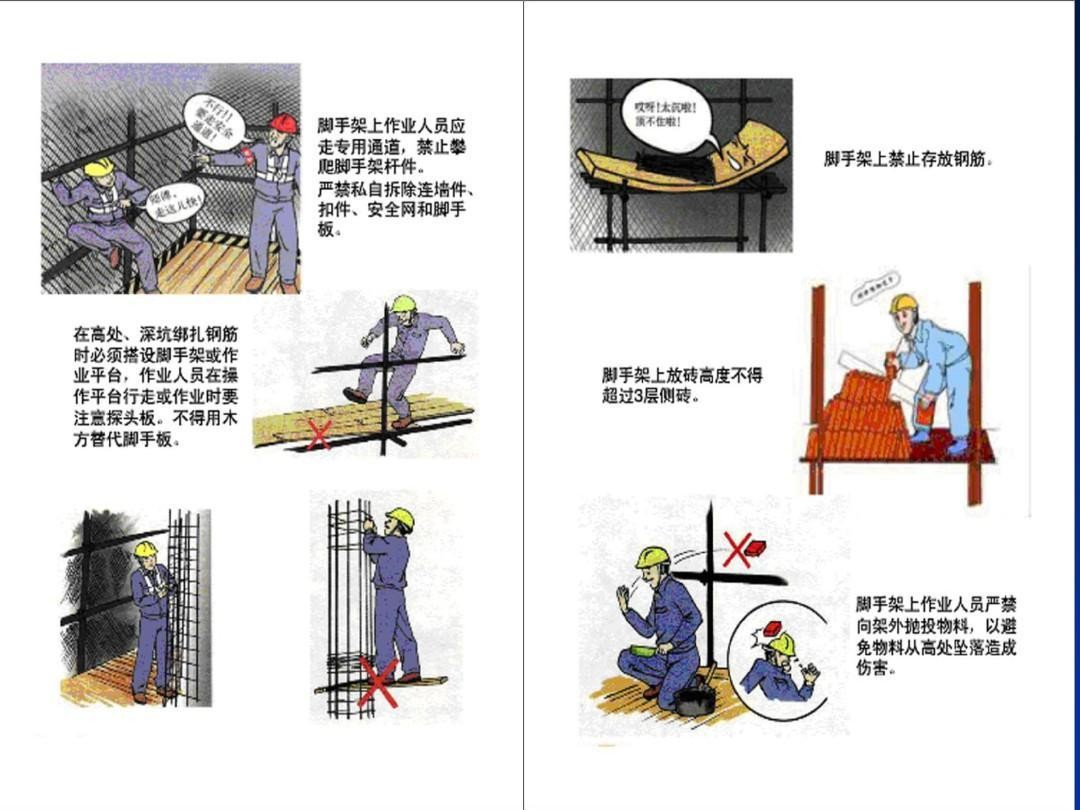 不行！
要走安全
通道！
师傅，
走这儿快！
脚手架上作业人员应
走专用通道，禁止攀
爬脚手架杆件。
严禁私自拆除连墙件、
扣件、安全网和脚手
板。
在高处、深坑绑扎钢筋
时必须搭设脚手架或作
业平台，作业人员在操
作平台行走或作业时要
注意探头板。不得用木
方替代脚手板。
哎呀！太沉啦！
顶不住啦！
脚手架上禁止存放钢筋。
脚手架上放砖高度不得
超过3层侧砖。
脚手架上作业人员严禁
向架外抛投物料，以避
免物料从高处坠落造成
伤害。